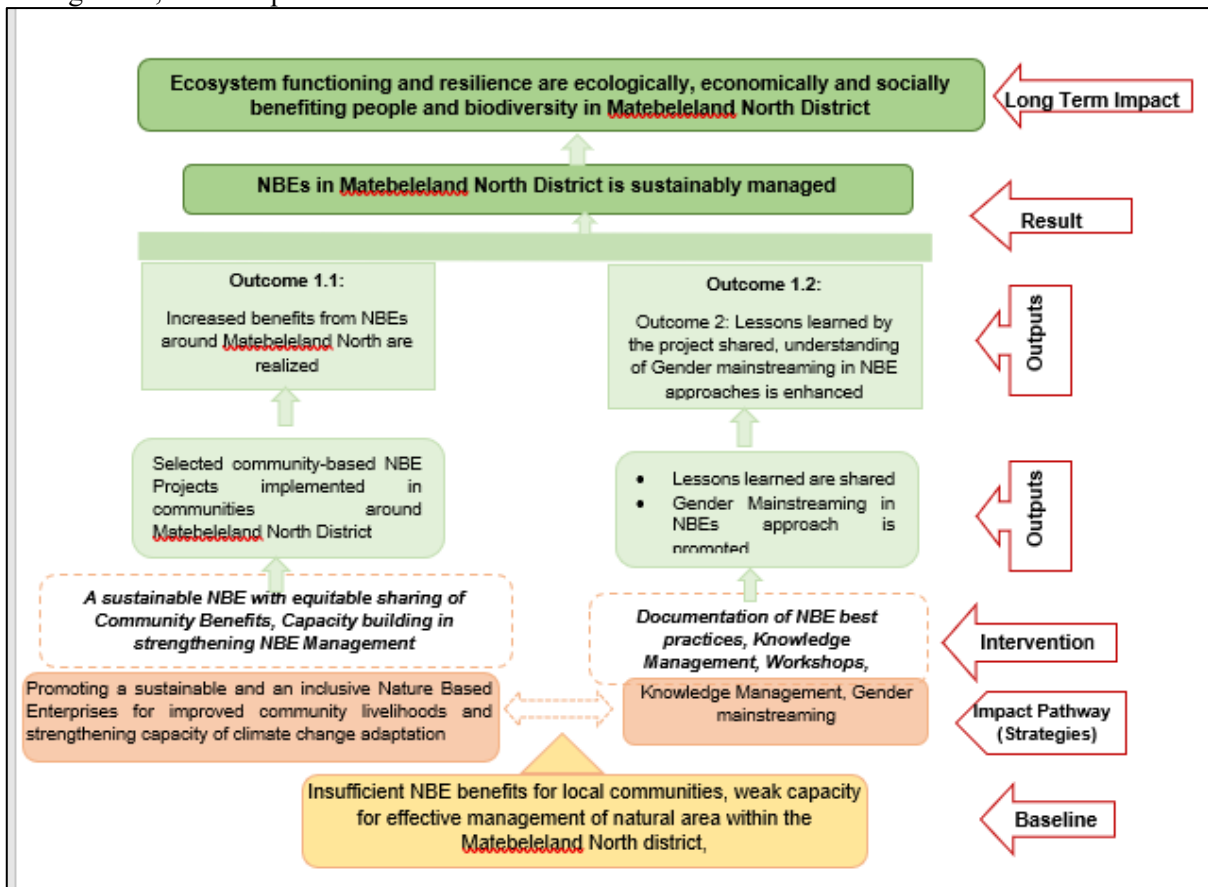 Ecosystem functioning and resilience are ecologically, economically and socially
benefiting people and biodiversity in Matebeleland North District
Long Term Impact
NBEs in Matebeleland North District is sustainably managed
Result
Outcome 1.1:
Increased benefits from NBEs
around Matebeleland North are
realized
Outcome 1.2:
Outcome 2: Lessons learned by
the project shared, understanding
of Gender mainstreaming in NBE
approaches is enhanced
Outputs
Selected community-based NBE
Projects implemented in
communities around
Matebeleland North District
• Lessons learned are shared
• Gender Mainstreaming in
NBEs approach is
promoted
Outputs
A sustainable NBE with equitable sharing of
Community Benefits, Capacity building in
strengthening NBE Management
Documentation of NBE best
practices, Knowledge
Management, Workshops,
Intervention
Promoting a sustainable and an inclusive Nature Based
Enterprises for improved community livelihoods and
strengthening capacity of climate change adaptation
Knowledge Management, Gender
mainstreaming
Impact Pathway
(Strategies)
Insufficient NBE benefits for local communities, weak capacity
for effective management of natural area within the
Matebeleland North district,
Baseline